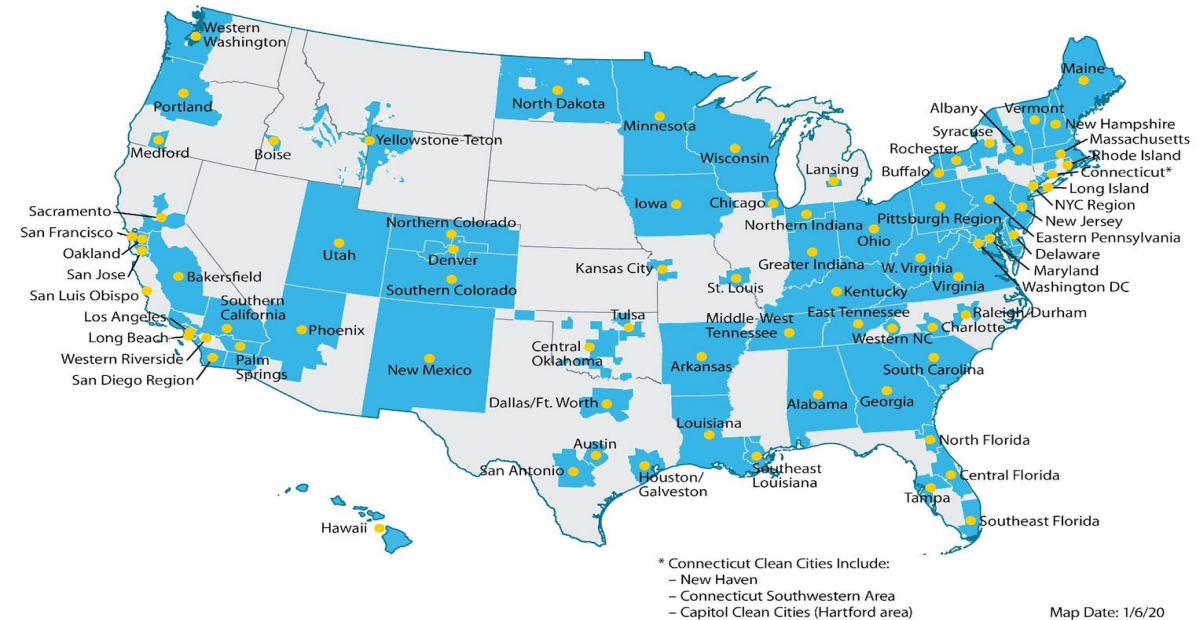 Western
Washington
Portland
Medford
Boise
Yellowstone-Teton
North Dakota
Minnesota
Wisconsin
Lansing
Iowa
Chicago
Northern Indiana
Greater Indiana
Ohio
Pittsburgh Region
W. Virginia
Virginia
Kentucky
Maine
Albany
Vermont
New Hampshire
Syracuse
Massachusetts
Rochester
Rhode Island
Buffalo
Connecticut*
Long Island
NYC Region
New Jersey
Eastern Pennsylvania
Delaware
Maryland
Washington DC
Sacramento
San Francisco
Oakland
San Jose
San Luis Obispo
Bakersfield
Southern
California
Los Angeles
Long Beach
Western Riverside
San Diego Region
Palm
Springs
Phoenix
Utah
Northern Colorado
Denver
Southern Colorado
New Mexico
Kansas City
St. Louis
Tulsa
Central
Oklahoma
Arkansas
Middle-West
Tennessee
East Tennessee
Western NC
Raleigh/Durham
Charlotte
South Carolina
Georgia
Alabama
Louisiana
Southeast
Louisiana
Dallas/Ft. Worth
Austin
San Antonio
Houston/
Galveston
North Florida
Central Florida
Tampa
Southeast Florida
Hawaii
* Connecticut Clean Cities Include:
– New Haven
– Connecticut Southwestern Area
– Capitol Clean Cities (Hartford area)
Map Date: 1/6/20